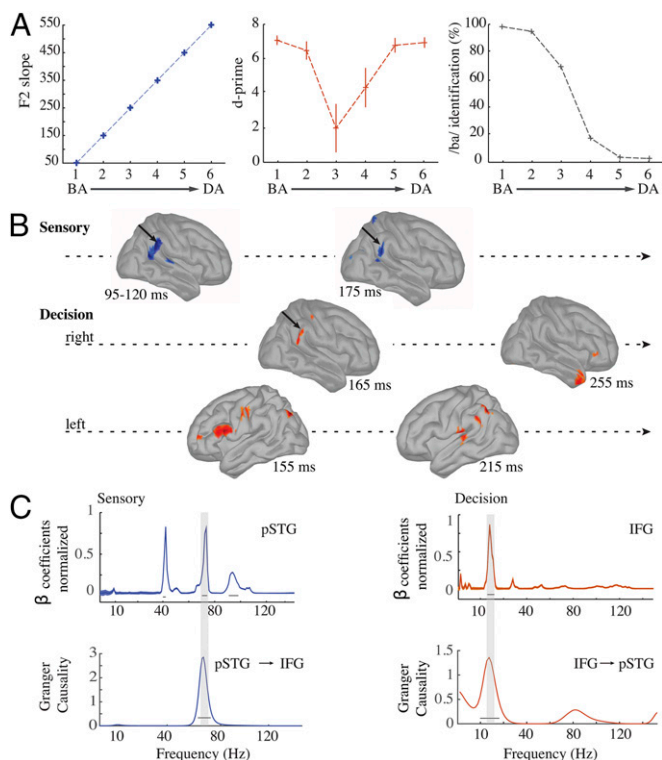 A
F2 slope
550
450
350
250
150
50
1 2 3 4 5 6
BA DA
d-prime
8
6
4
2
0
1 2 3 4 5 6
BA DA
/ba/ identification (%)
100
80
60
40
20
0
1 2 3 4 5 6
BA DA
B
Sensory
95-120 ms
175 ms
Decision
right
165 ms
255 ms
left
155 ms
215 ms
C
Sensory
β coefficients
normalized
1
0.5
0
pSTG
10 40 80 120
Granger
Causality
3
2
1
0
pSTG → IFG
10 40 80 120
Frequency (Hz)
Decision
1
0.5
0
IFG
10 40 80 120
Granger
Causality
1.5
1
0.5
0
IFG → pSTG
10 40 80 120
Frequency (Hz)